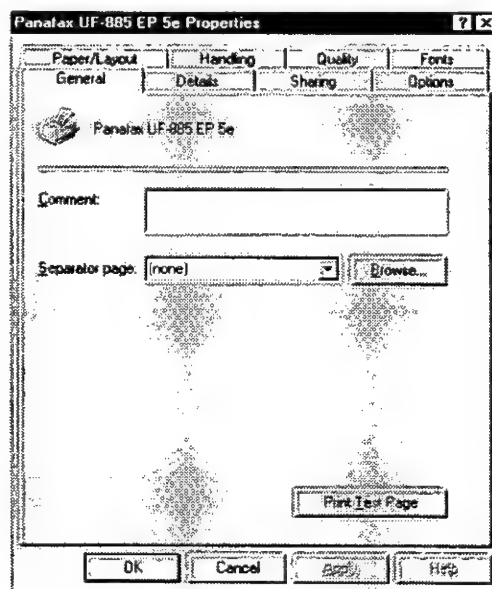 Panafax UF-885 EP 5e Properties ? X
Paper/Layout Handling Quality Fonts
General Details Sharing Options
Panafax UF-885 EP 5e
Comment:
Separator page: (none) Browse...
Print Test Page
OK Cancel Apply Help